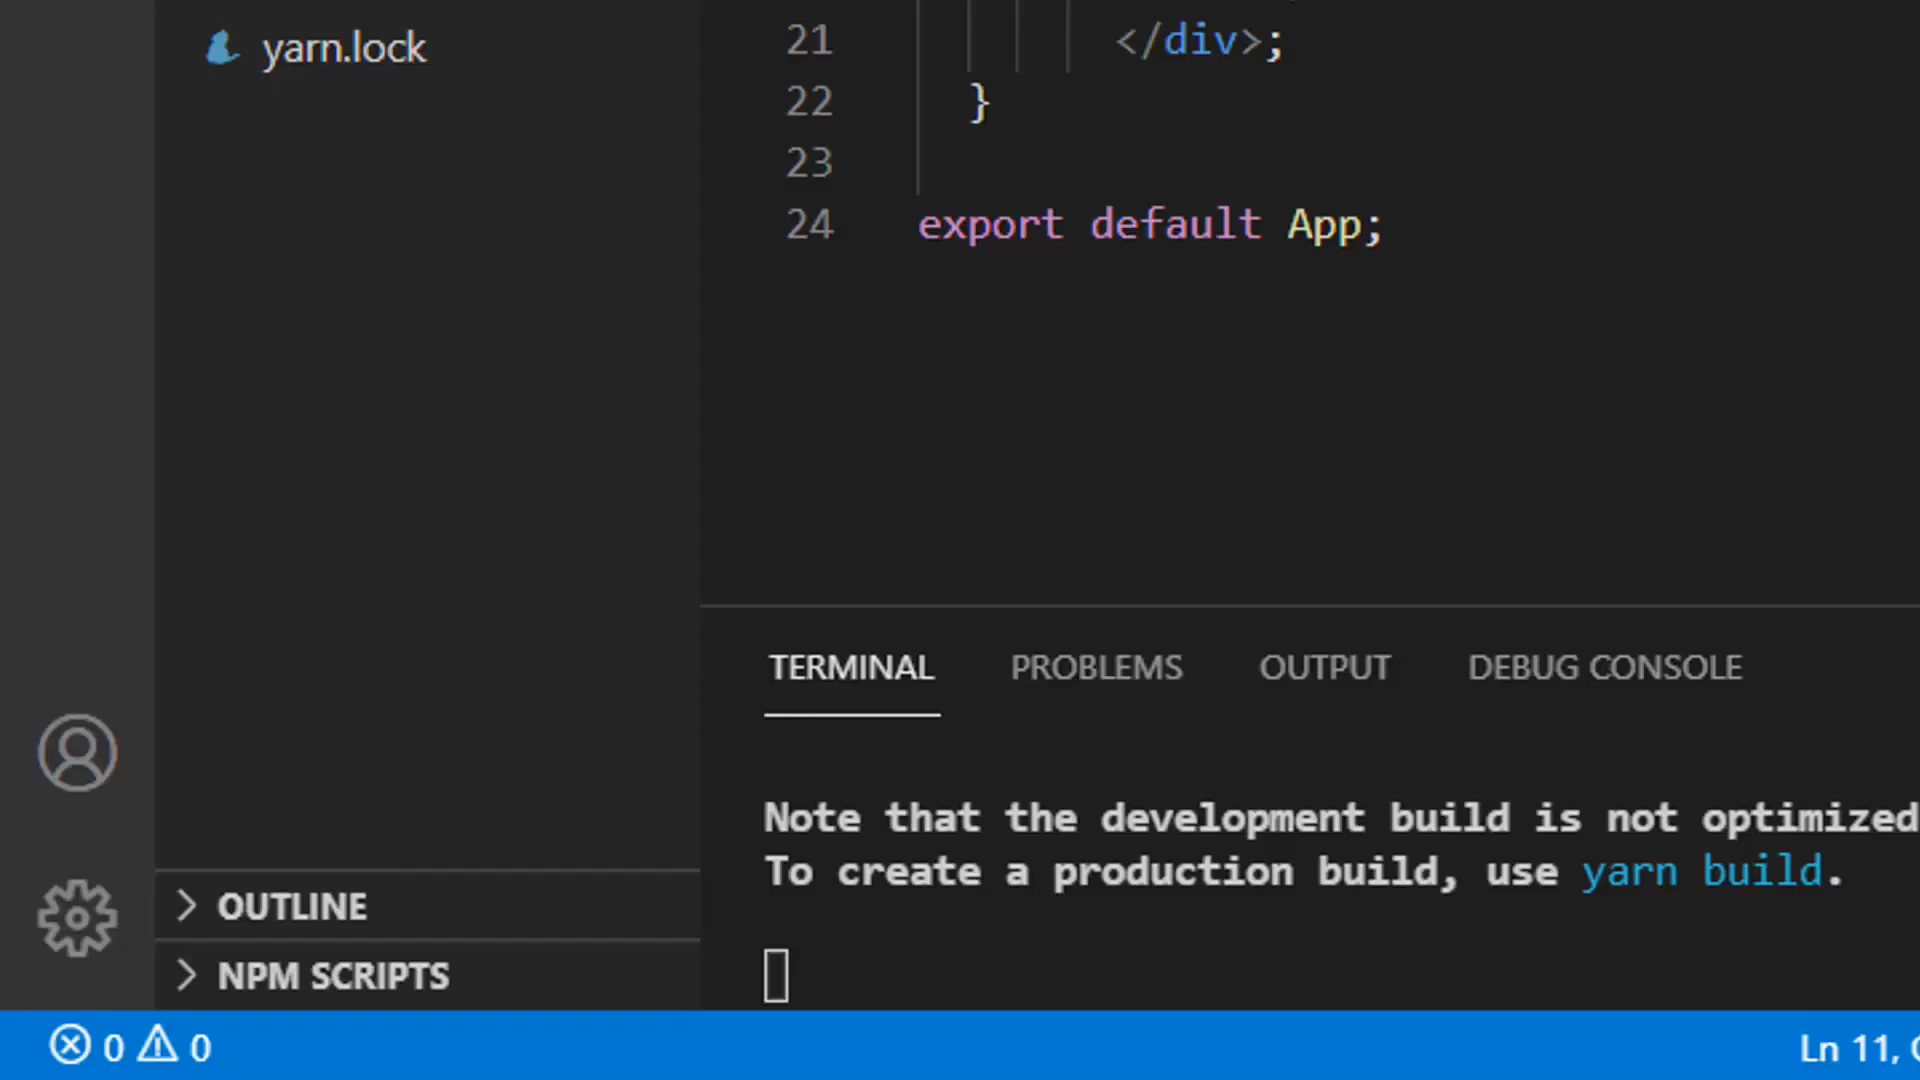 yarn.lock
21 </div>;
22 }
23
24 export default App;
TERMINAL PROBLEMS OUTPUT DEBUG CONSOLE
Note that the development build is not optimized
To create a production build, use yarn build.
OUTLINE
NPM SCRIPTS
0 0
Ln 11,